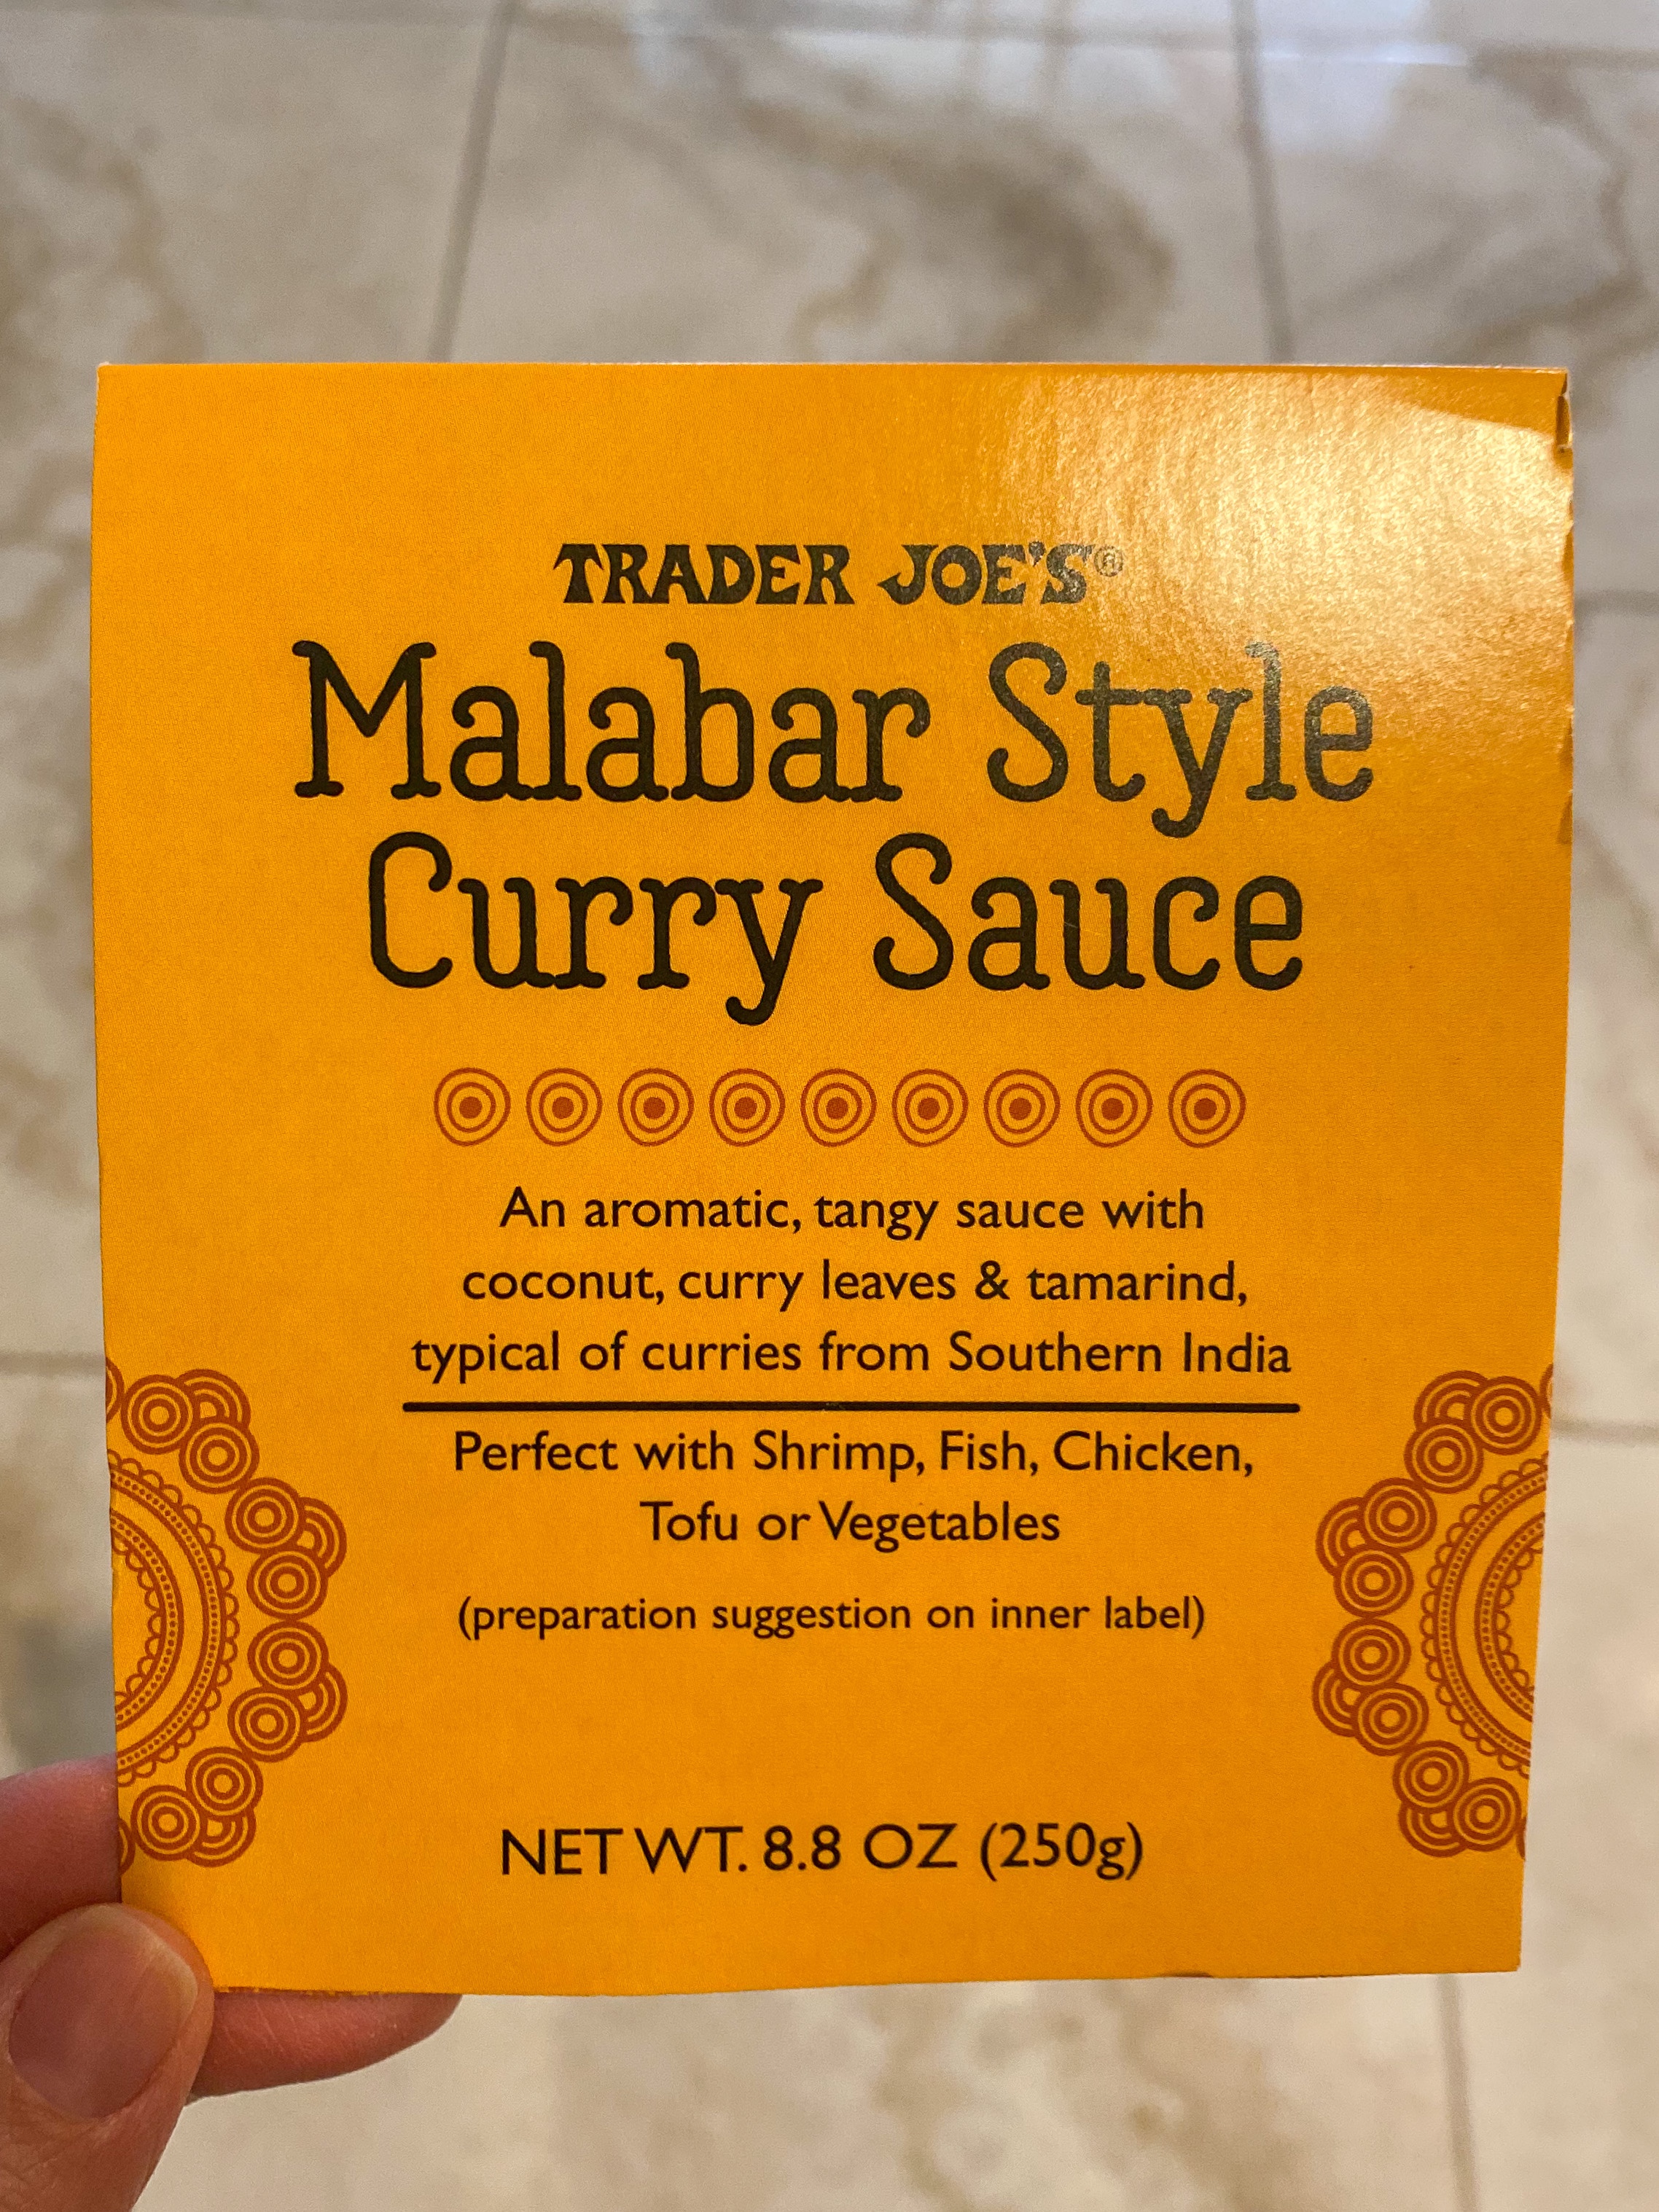 TRADER JOE'S®
Malabar Style
Curry Sauce
An aromatic, tangy sauce with
coconut, curry leaves & tamarind,
typical of curries from Southern India
Perfect with Shrimp, Fish, Chicken,
Tofu or Vegetables
(preparation suggestion on inner label)
NET WT. 8.8 OZ (250g)